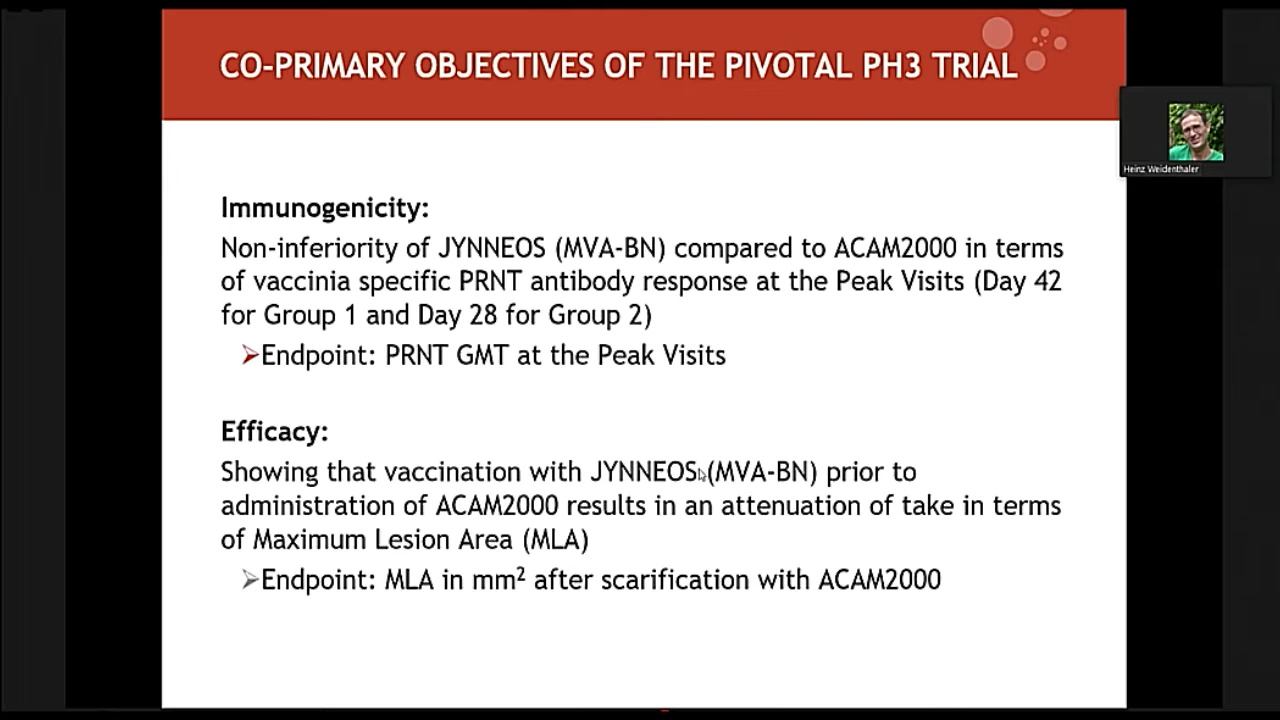 CO-PRIMARY OBJECTIVES OF THE PIVOTAL PH3 TRIAL
Heinz Weidenthaler
Immunogenicity:
Non-inferiority of JYNNEOS (MVA-BN) compared to ACAM2000 in terms
of vaccinia specific PRNT antibody response at the Peak Visits (Day 42
for Group 1 and Day 28 for Group 2)
➢Endpoint: PRNT GMT at the Peak Visits
Efficacy:
Showing that vaccination with JYNNEOS (MVA-BN) prior to
administration of ACAM2000 results in an attenuation of take in terms
of Maximum Lesion Area (MLA)
➢Endpoint: MLA in mm² after scarification with ACAM2000